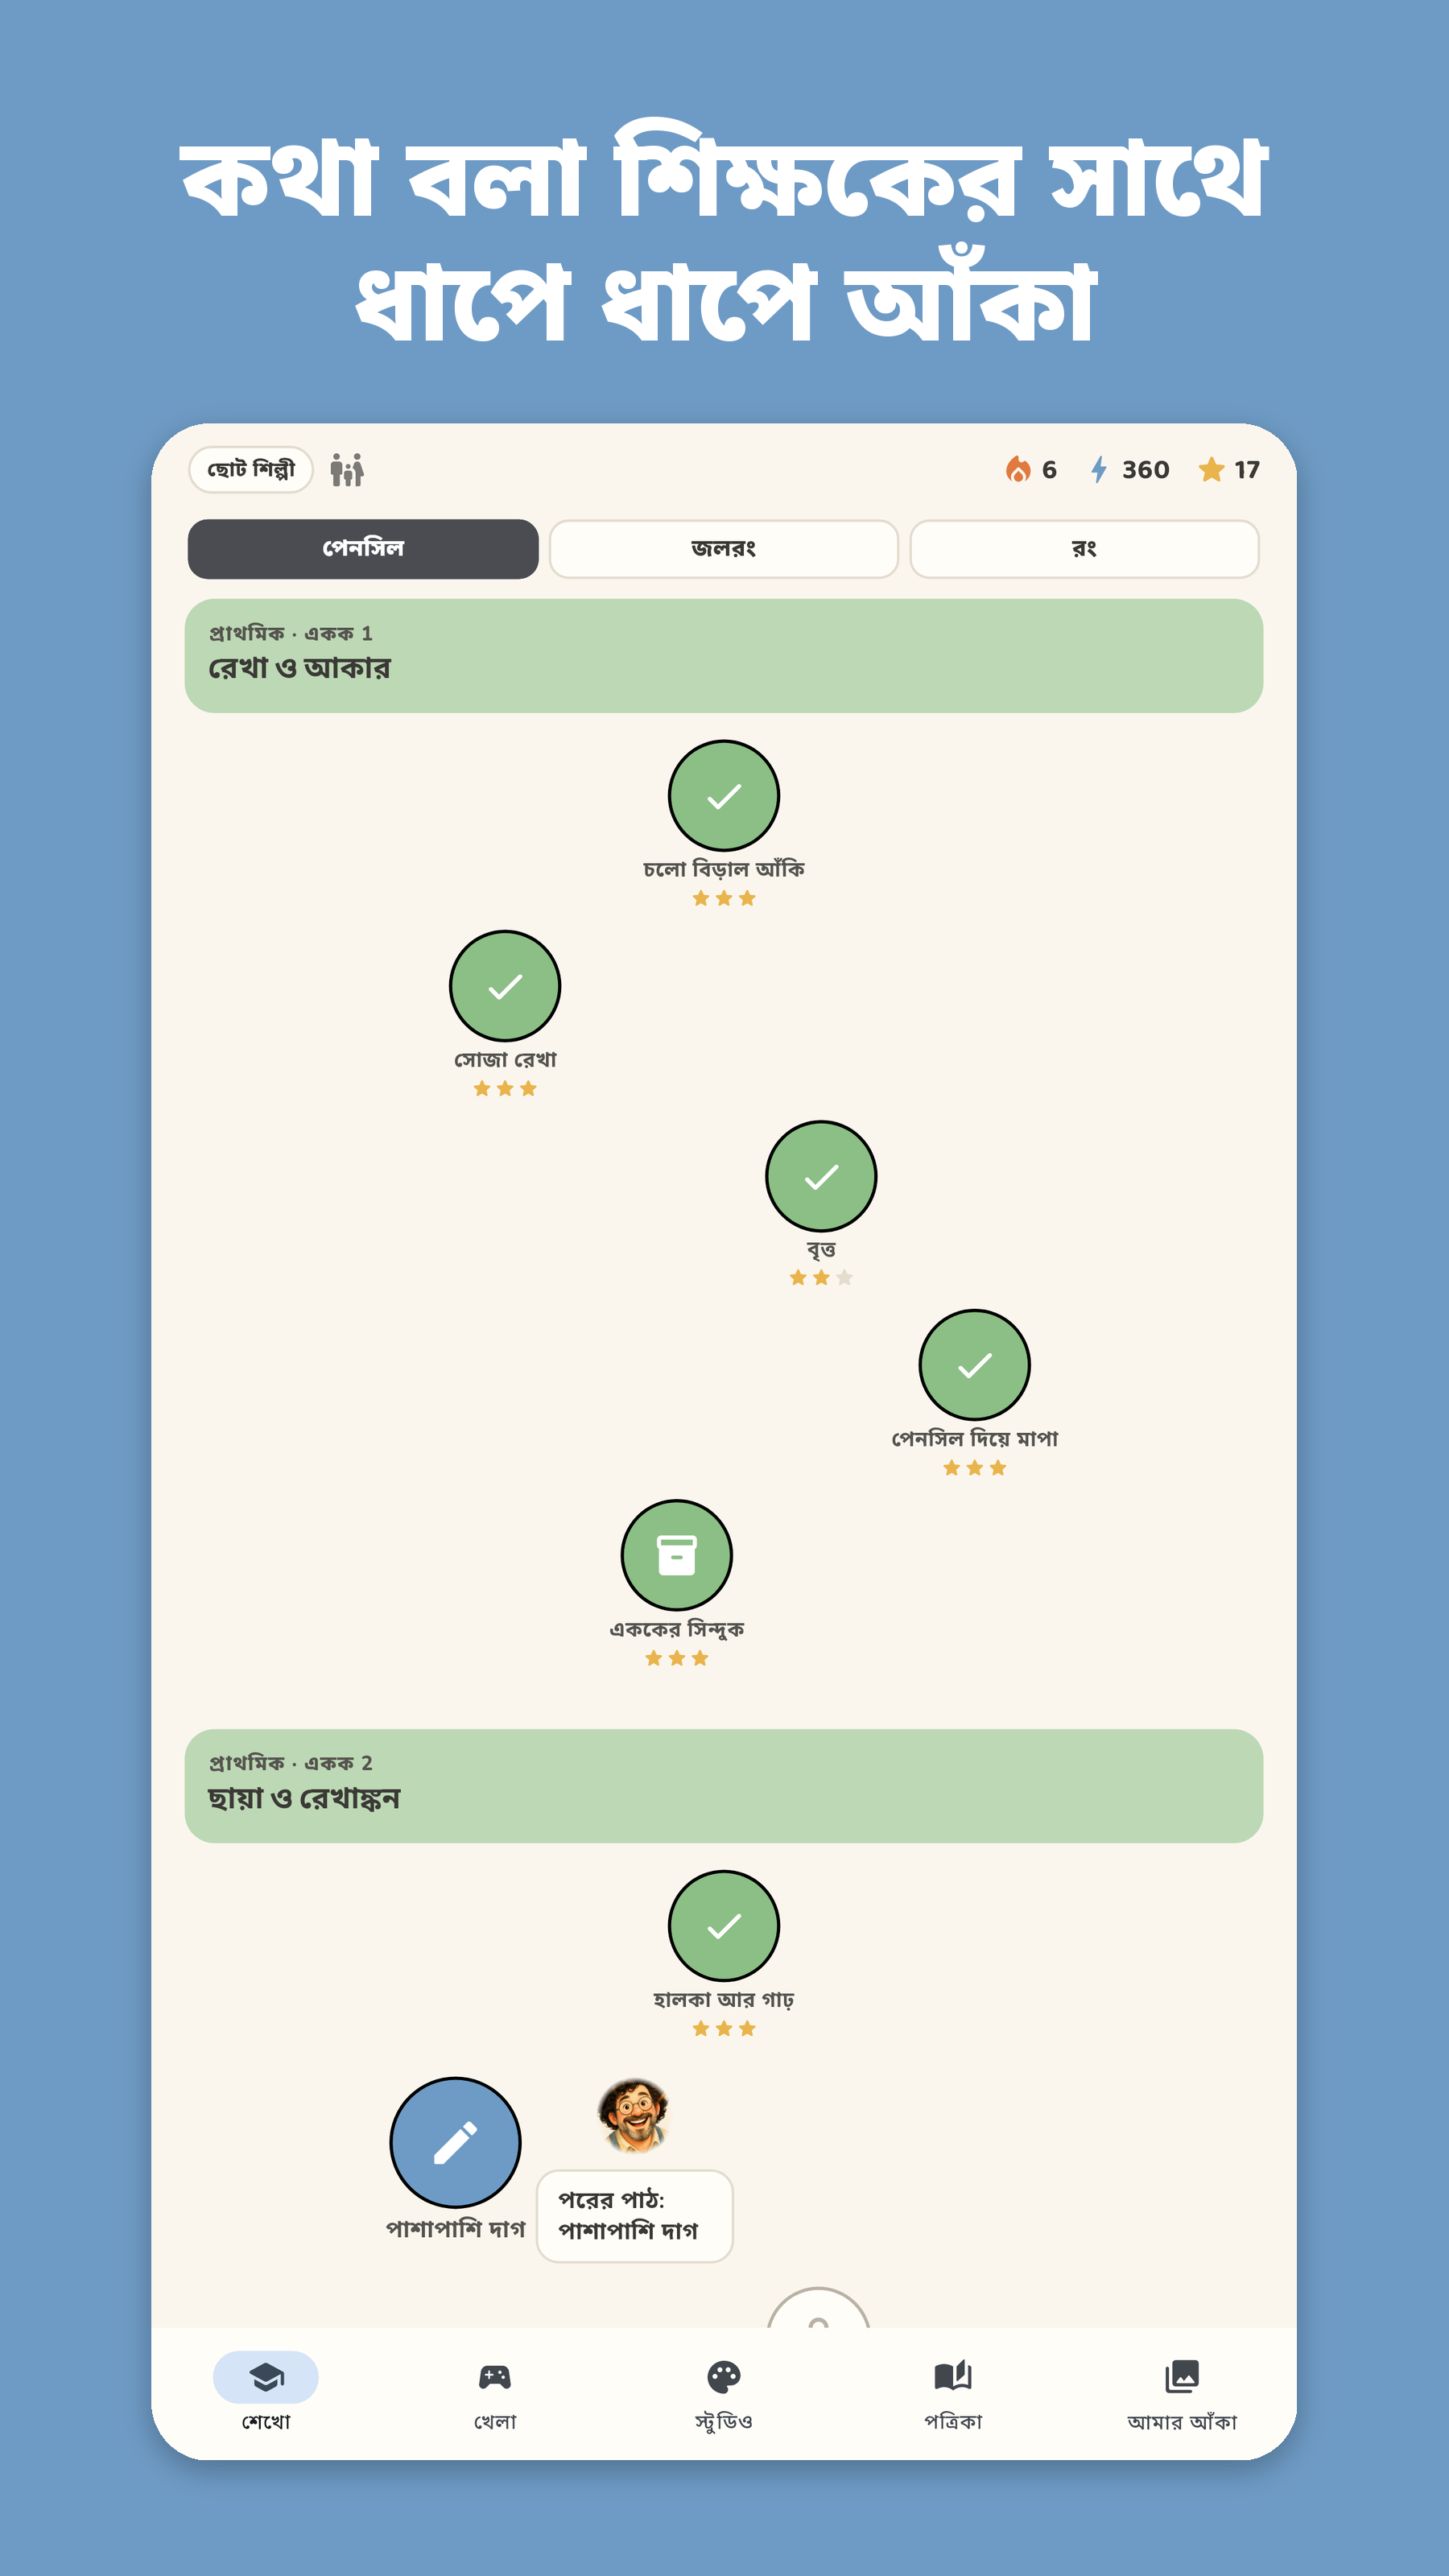 কথা বলা শিক্ষকের সাথে
ধাপে ধাপে আঁকা
ছোট শিল্পী
6
360
17
পেনসিল
জলরং
রং
প্রাথমিক · একক 1
রেখা ও আকার
চলো বিড়াল আঁকি
সোজা রেখা
বৃত্ত
পেনসিল দিয়ে মাপা
এককের সিন্দুক
প্রাথমিক · একক 2
ছায়া ও রেখাঙ্কন
হালকা আর গাঢ়
পাশাপাশি দাগ
পরের পাঠ:
পাশাপাশি দাগ
শেখো
খেলা
স্টুডিও
পত্রিকা
আমার আঁকা